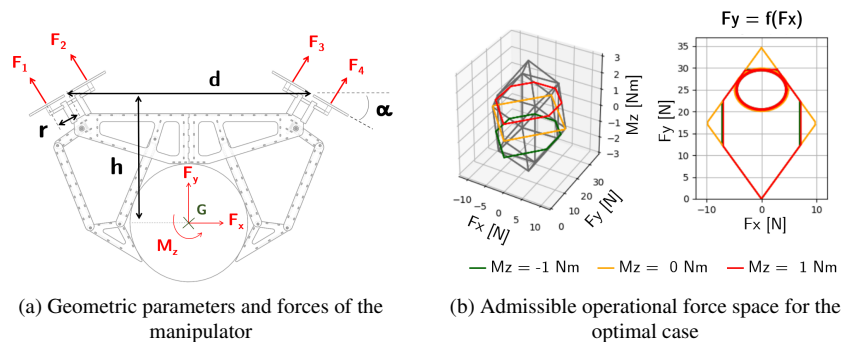 F1
F2
F3
F4
d
α
r
h
Fy
G
Fx
Mz
Fy = f(Fx)
3
2
1
0
−1
−2
−3
Mz [Nm]
−10
−5
0
5
10
Fx [N]
0
10
20
30
Fy [N]
35
30
25
20
15
10
5
0
Fy [N]
−10 0 10
Fx [N]
Mz = -1 Nm Mz = 0 Nm Mz = 1 Nm
(a) Geometric parameters and forces of the
manipulator
(b) Admissible operational force space for the
optimal case